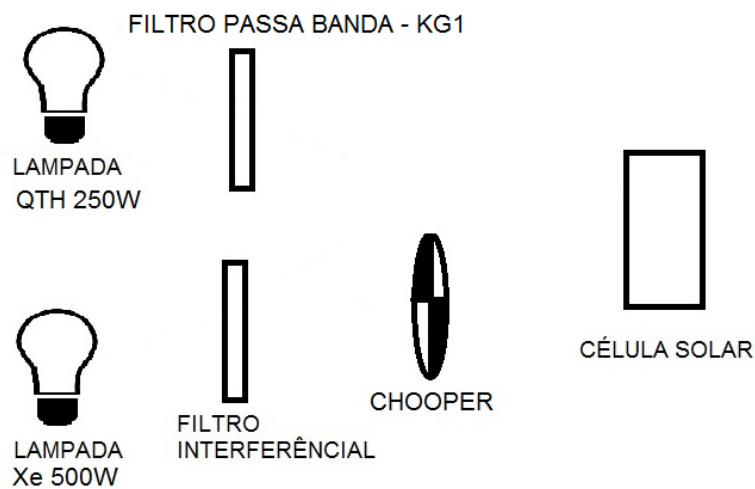 FILTRO PASSA BANDA - KG1
LAMPADA
QTH 250W
CÉLULA SOLAR
CHOOPER
FILTRO
INTERFERÊNCIAL
LAMPADA
Xe 500W